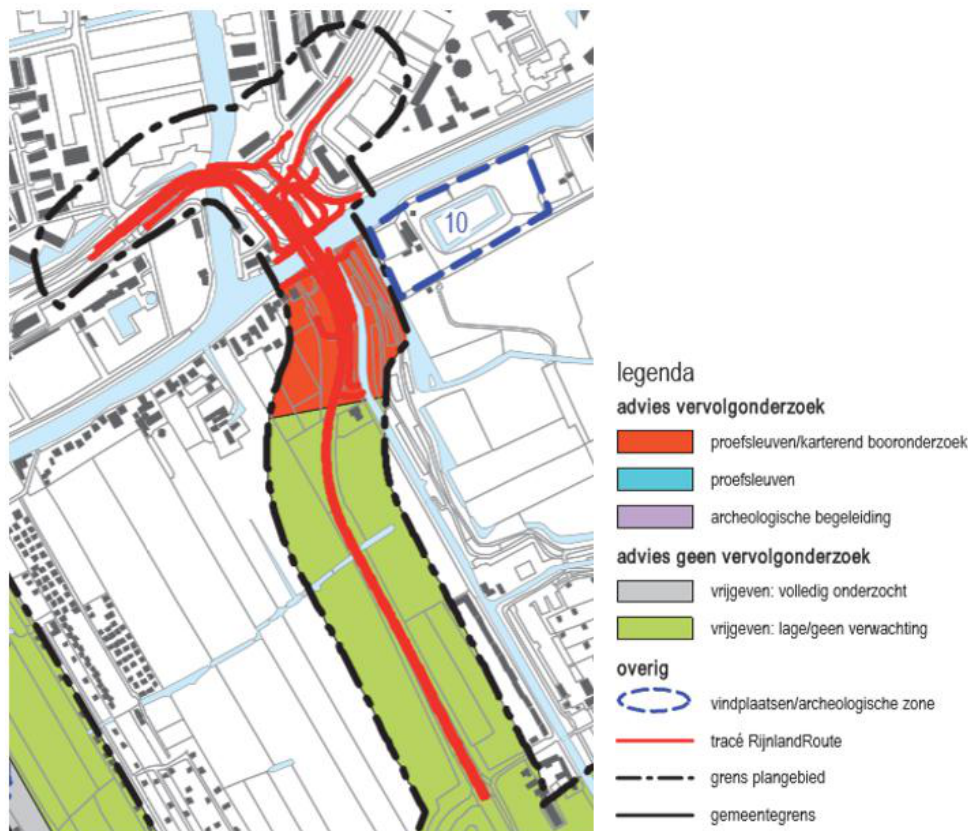 10
legenda
advies vervolgonderzoek
proefsleuven/karterend booronderzoek
proefsleuven
archeologische begeleiding
advies geen vervolgonderzoek
vrijgeven: volledig onderzocht
vrijgeven: lage/geen verwachting
overig
vindplaatsen/archeologische zone
tracé RijnlandRoute
grens plangebied
gemeentegrens